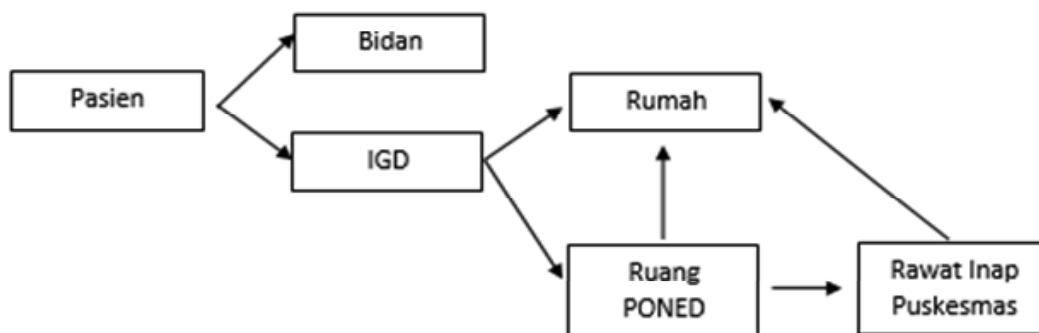 Bidan
Pasien
Rumah
IGD
Ruang
PONED
Rawat Inap
Puskesmas